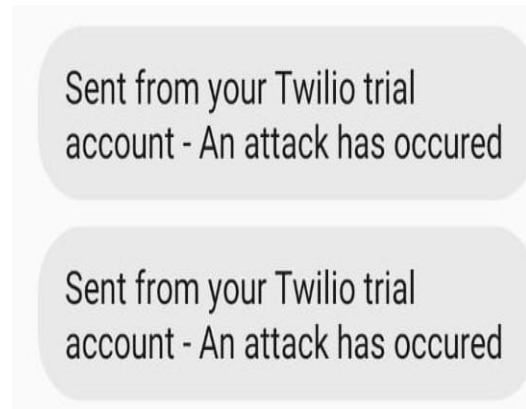 Sent from your Twilio trial
account - An attack has occured
Sent from your Twilio trial
account - An attack has occured